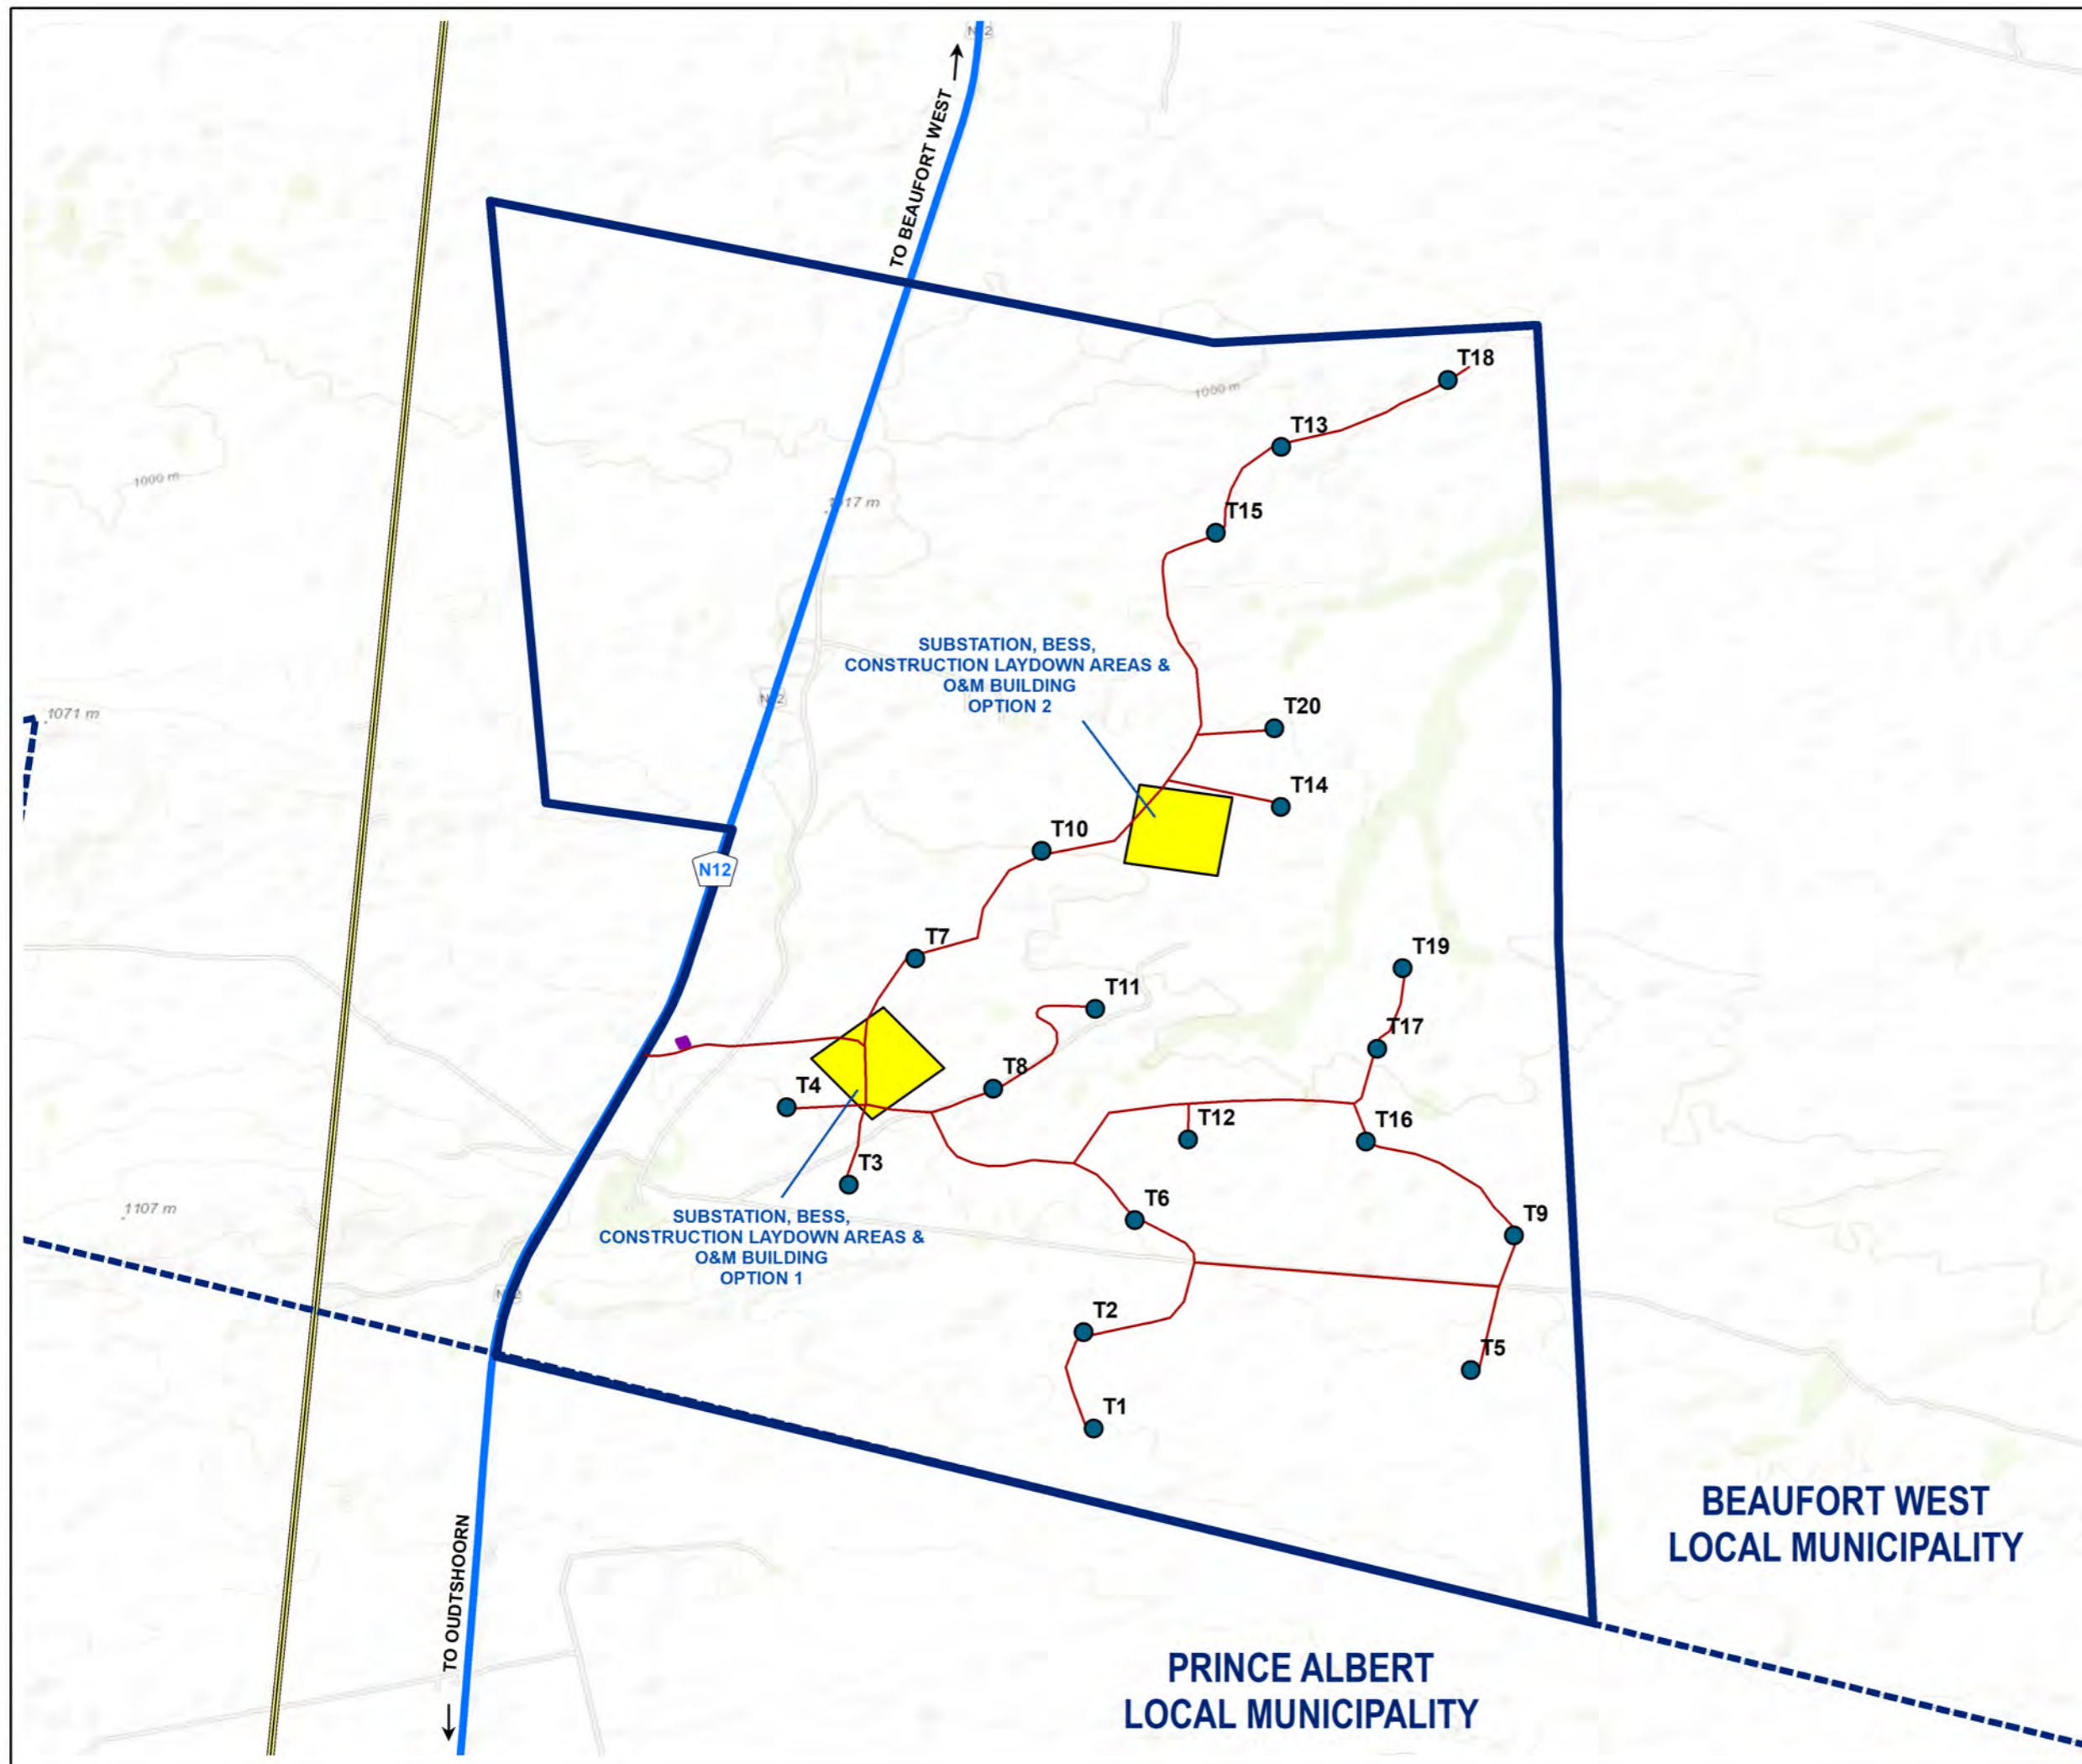 N12
TO BEAUFORT WEST
T18
1000 m
T13
1000 m
1017 m
T15
SUBSTATION, BESS,
CONSTRUCTION LAYDOWN AREAS &
O&M BUILDING
OPTION 2
N12
T20
1071 m
T14
T10
N12
T7
T19
T11
T17
T8
T4
T12
T16
T3
T6
1107 m
T9
SUBSTATION, BESS,
CONSTRUCTION LAYDOWN AREAS &
O&M BUILDING
OPTION 1
N12
T2
T5
T1
BEAUFORT WEST
LOCAL MUNICIPALITY
TO OUDTSHOORN
PRINCE ALBERT
LOCAL MUNICIPALITY